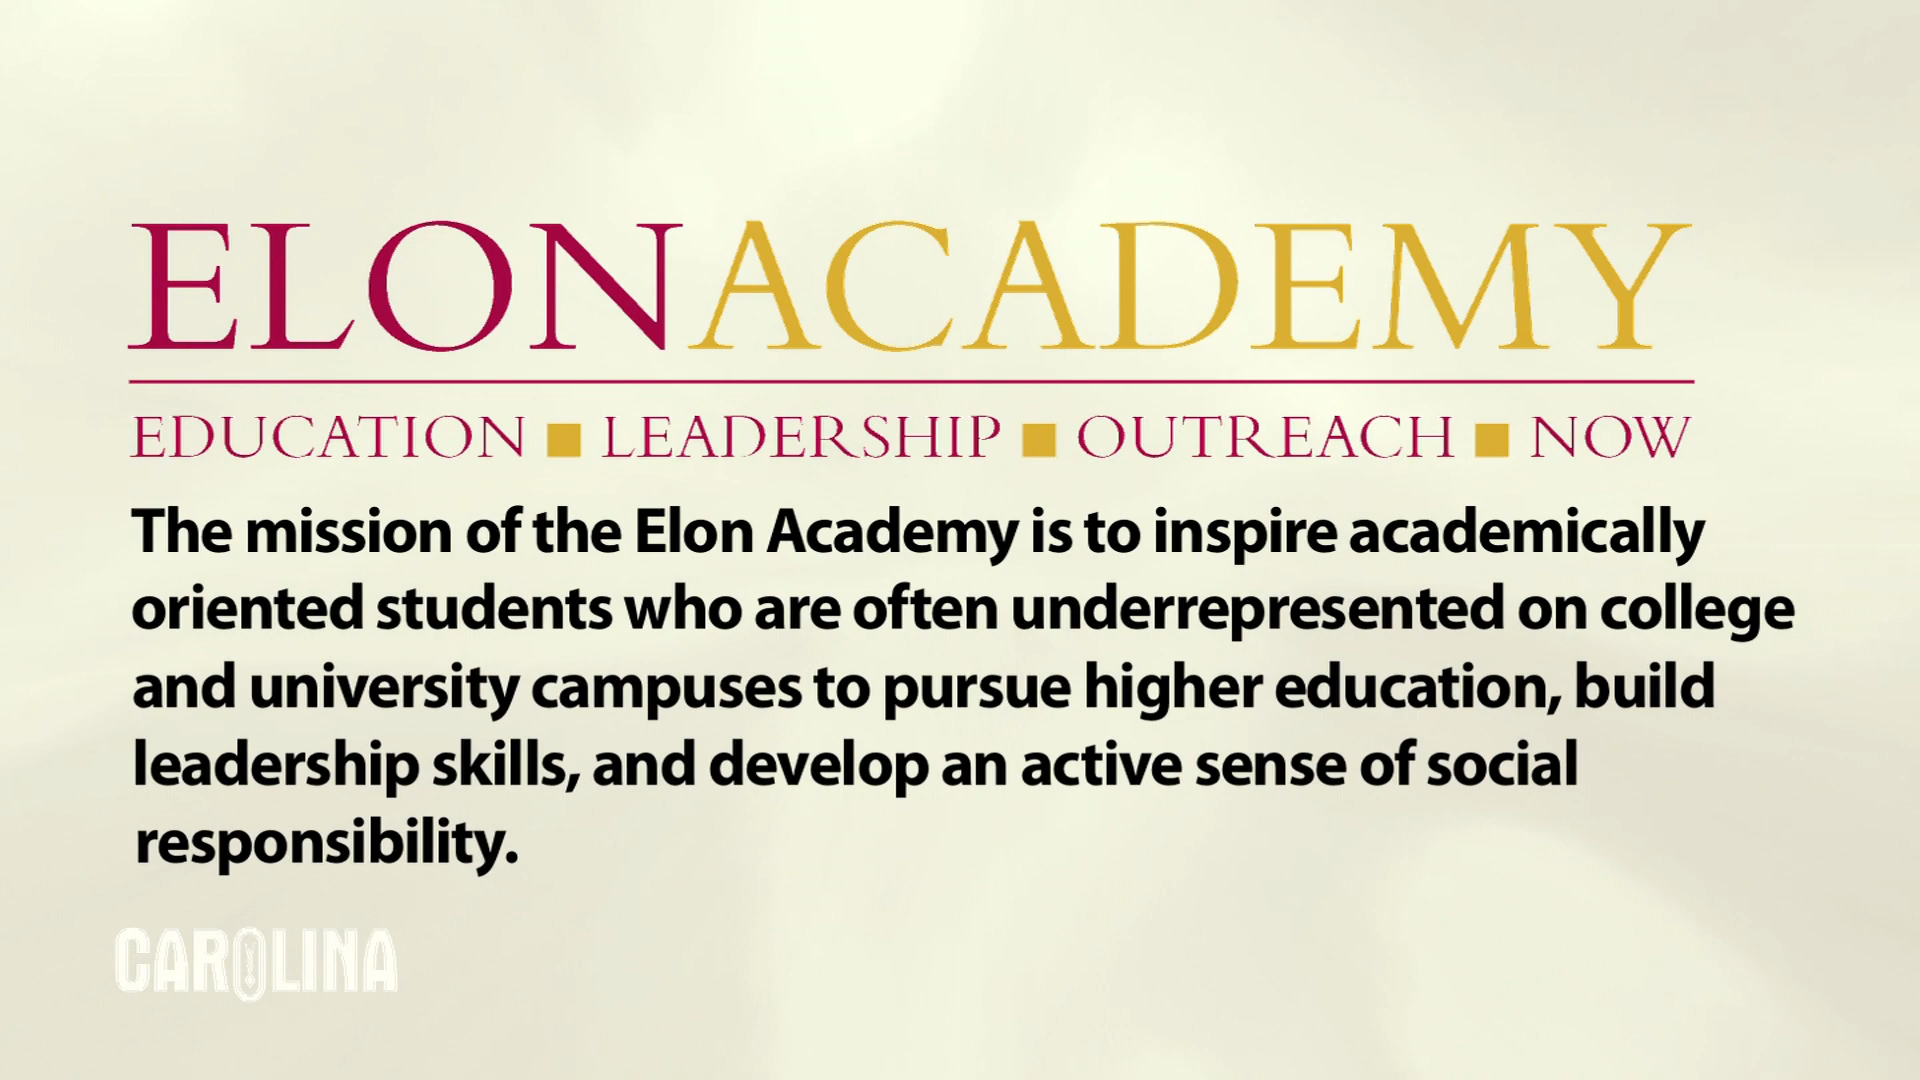 ELONACADEMY
EDUCATION ■ LEADERSHIP ■ OUTREACH ■ NOW
The mission of the Elon Academy is to inspire academically
oriented students who are often underrepresented on college
and university campuses to pursue higher education, build
leadership skills, and develop an active sense of social
responsibility.
CAROLINA